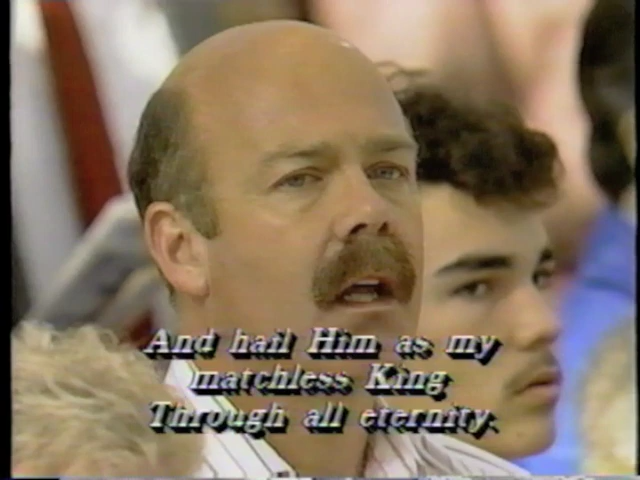 And hail Him as my
matchless King
Through all eternity.